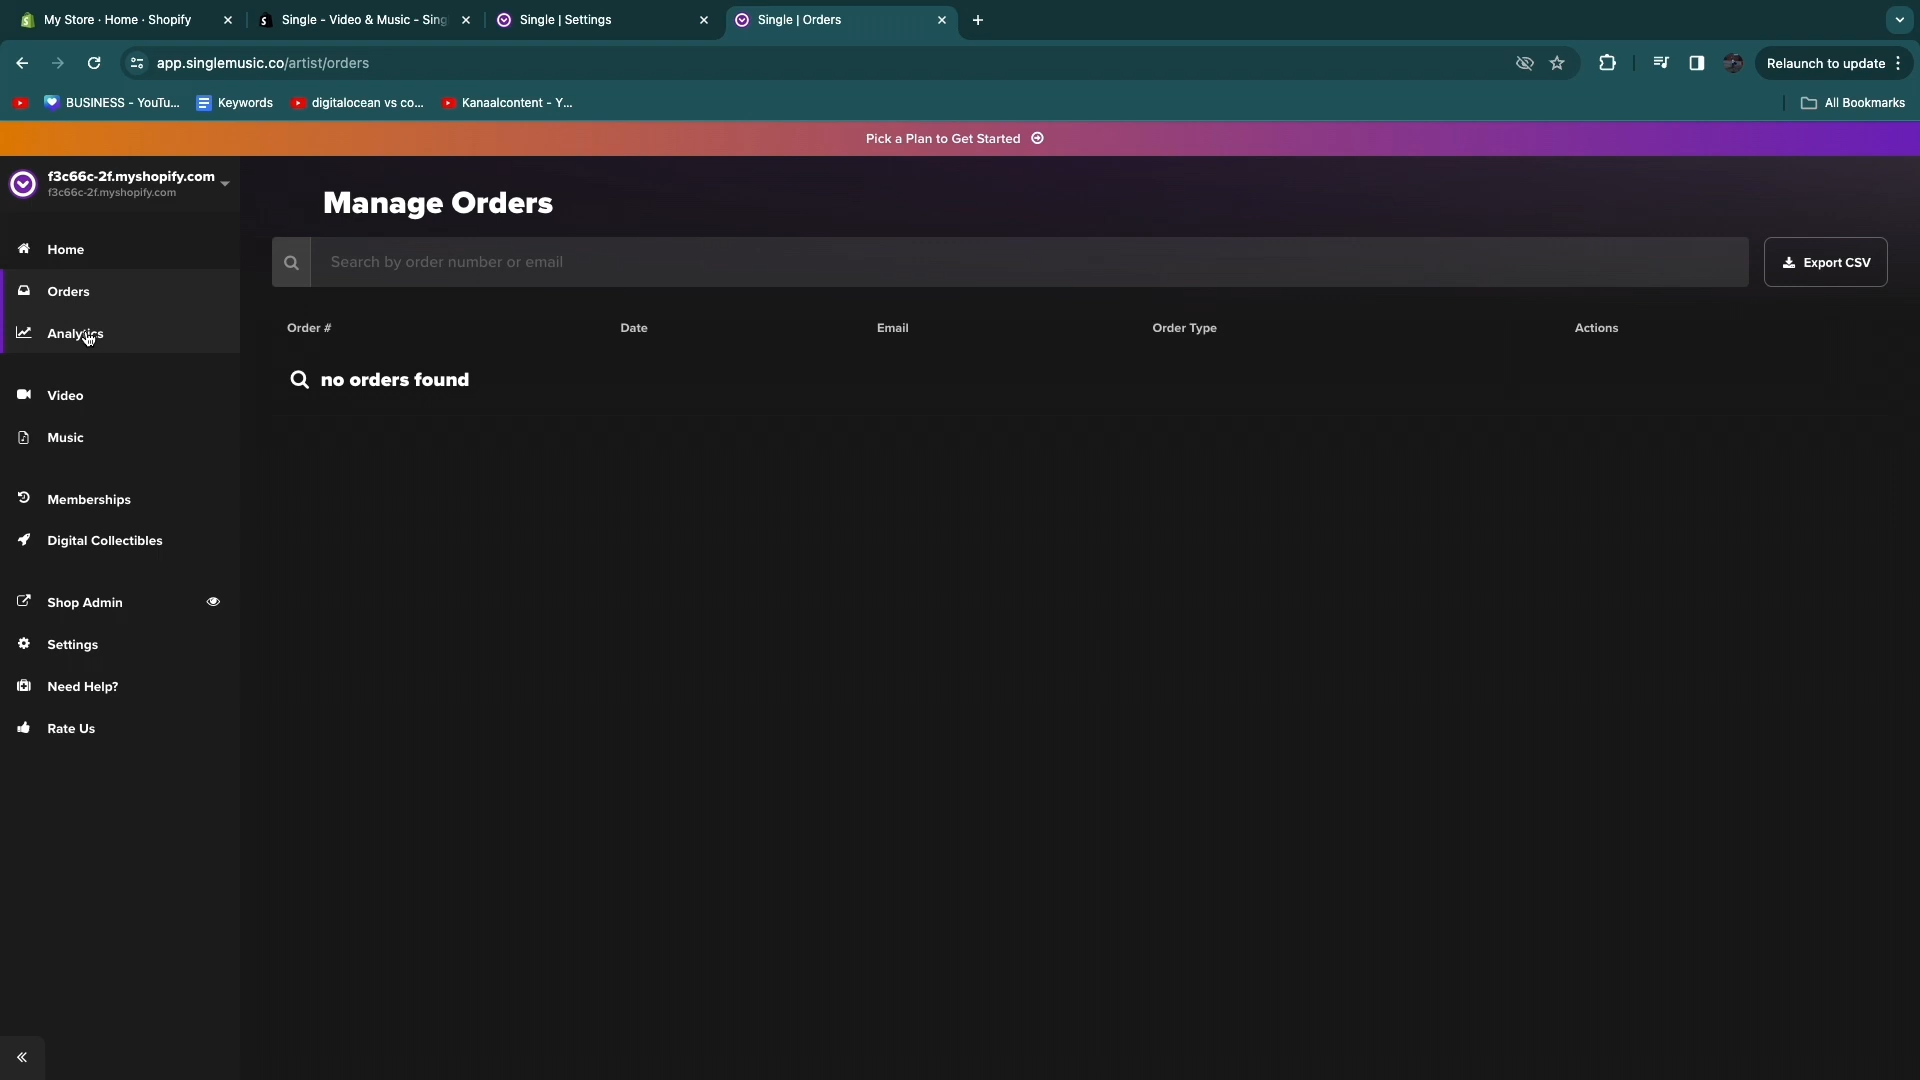 My Store · Home · Shopify
Single - Video & Music - Sing
Single | Settings
Single | Orders
app.singlemusic.co/artist/orders
Relaunch to update
BUSINESS - YouTu...
Keywords
digitalocean vs co...
Kanaalcontent - Y...
All Bookmarks
Pick a Plan to Get Started
f3c66c-2f.myshopify.com
f3c66c-2f.myshopify.com
Home
Orders
Analytics
Video
Music
Memberships
Digital Collectibles
Shop Admin
Settings
Need Help?
Rate Us
Manage Orders
Search by order number or email
Export CSV
Order # Date Email Order Type Actions
no orders found